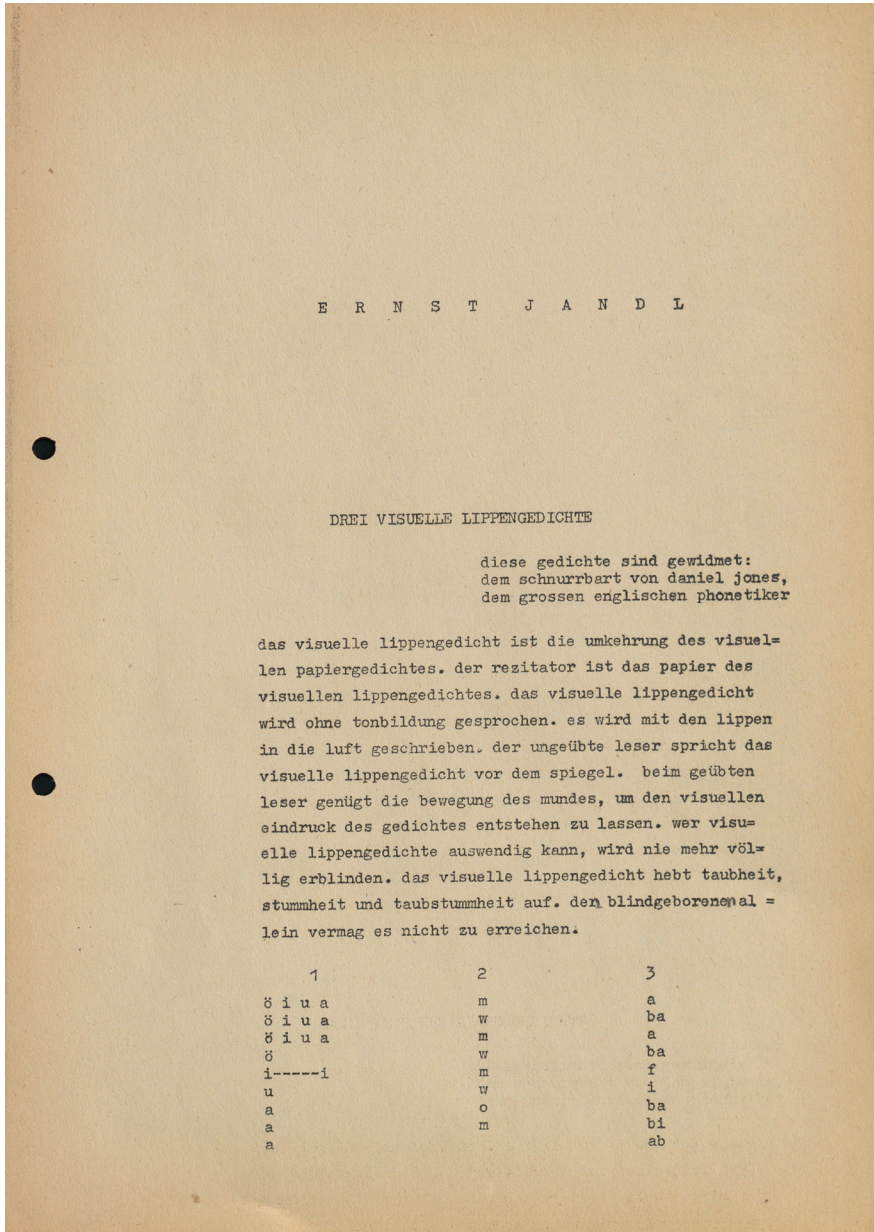 E R N S T J A N D L
DREI VISUELLE LIPPENGEDICHTE
diese gedichte sind gewidmet:
dem schnurrbart von daniel jones,
dem grossen englischen phonetiker
das visuelle lippengedicht ist die umkehrung des visuel=
len papiergedichtes. der rezitator ist das papier des
visuellen lippengedichtes. das visuelle lippengedicht
wird ohne tonbildung gesprochen. es wird mit den lippen
in die luft geschrieben. der ungeübte leser spricht das
visuelle lippengedicht vor dem spiegel. beim geübten
leser genügt die bewegung des mundes, um den visuellen
eindruck des gedichtes entstehen zu lassen. wer visu=
elle lippengedichte auswendig kann, wird nie mehr völ=
lig erblinden. das visuelle lippengedicht hebt taubheit,
stummheit und taubstummheit auf. den blindgeborenen al =
lein vermag es nicht zu erreichen.
1
ö i u a
ö i u a
ö i u a
ö
i-----i
u
a
a
a
2
m
w
m
w
m
w
o
m
3
a
ba
a
ba
f
i
ba
bi
ab